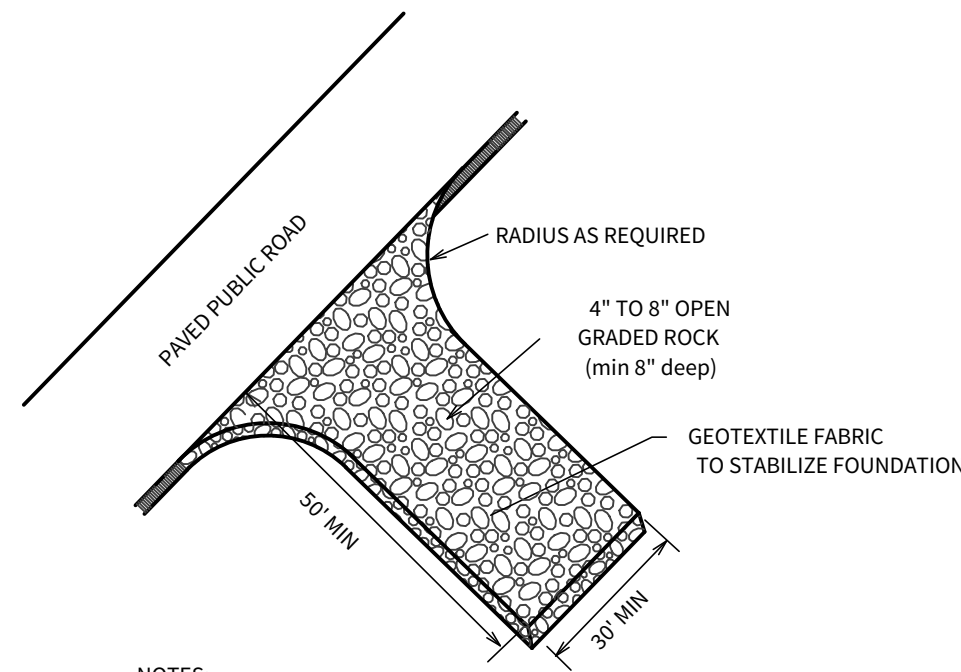 PAVED PUBLIC ROAD
RADIUS AS REQUIRED
4" TO 8" OPEN
GRADED ROCK
(min 8" deep)
GEOTEXTILE FABRIC
TO STABILIZE FOUNDATION
50' MIN
30' MIN
NOTES